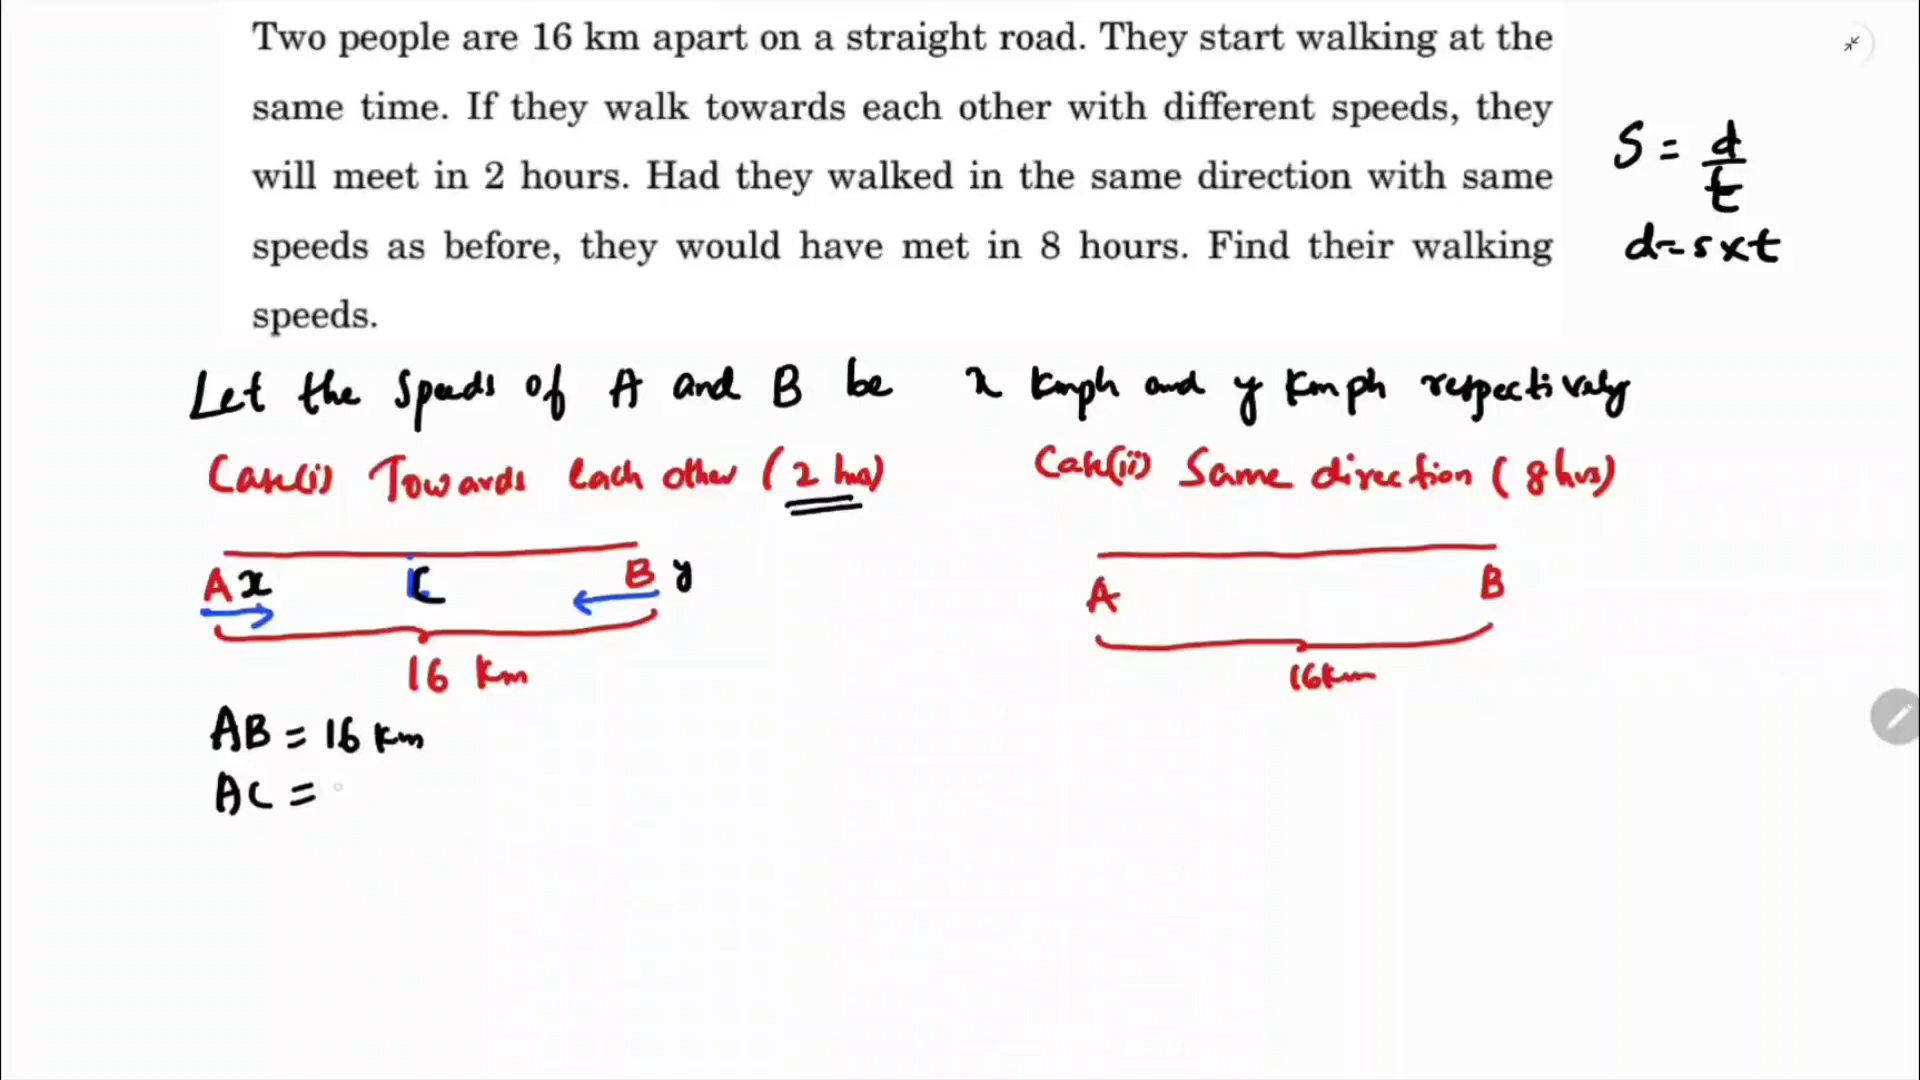 Two people are 16 km apart on a straight road. They start walking at the
same time. If they walk towards each other with different speeds, they
will meet in 2 hours. Had they walked in the same direction with same
speeds as before, they would have met in 8 hours. Find their walking
speeds.
S = d/t
d = s x t
Let the speeds of A and B be x kmph and y kmph respectively
Case(i) Towards each other (2 hrs)
Case(ii) Same direction (8 hrs)
A x C B y
16 km
A B
16 km
AB = 16 km
AC =